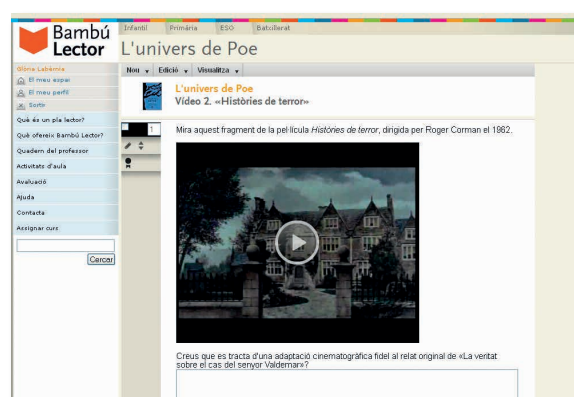 Bambú
Lector
Infantil Primària ESO Batxillerat
L'univers de Poe
Glòria Labèrnia
El meu espai
El meu perfil
Sortir
Què és un pla lector?
Què ofereix Bambú Lector?
Quadern del professor
Activitats d'aula
Avaluació
Ajuda
Contacta
Assignar curs
Cercar
Nou Edició Visualitza
L'univers de Poe
Vídeo 2. «Històries de terror»
1
Mira aquest fragment de la pel·lícula Històries de terror, dirigida per Roger Corman el 1962.
Creus que es tracta d'una adaptació cinematogràfica fidel al relat original de «La veritat
sobre el cas del senyor Valdemar»?